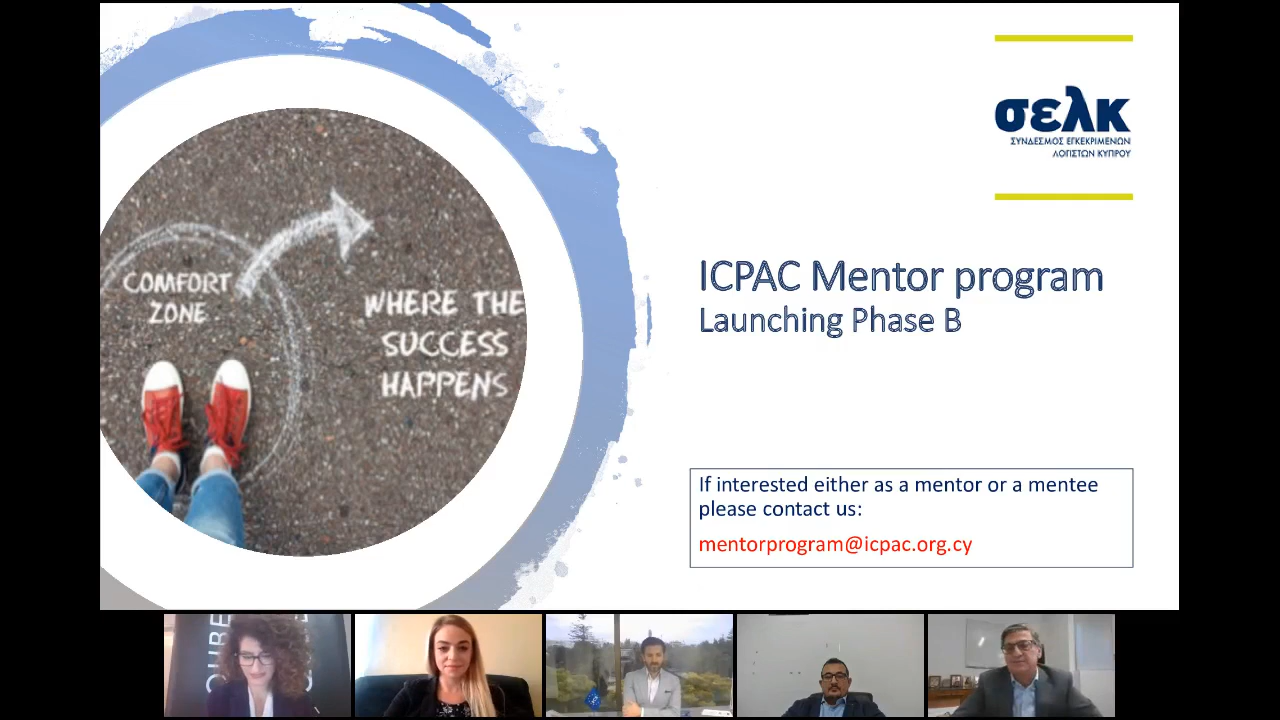 σελκ
ΣΥΝΔΕΣΜΟΣ ΕΓΚΕΚΡΙΜΕΝΩΝ
ΛΟΓΙΣΤΩΝ ΚΥΠΡΟΥ
COMFORT
ZONE
WHERE THE
SUCCESS
HAPPENS
ICPAC Mentor program
Launching Phase B
If interested either as a mentor or a mentee
please contact us:
mentorprogram@icpac.org.cy